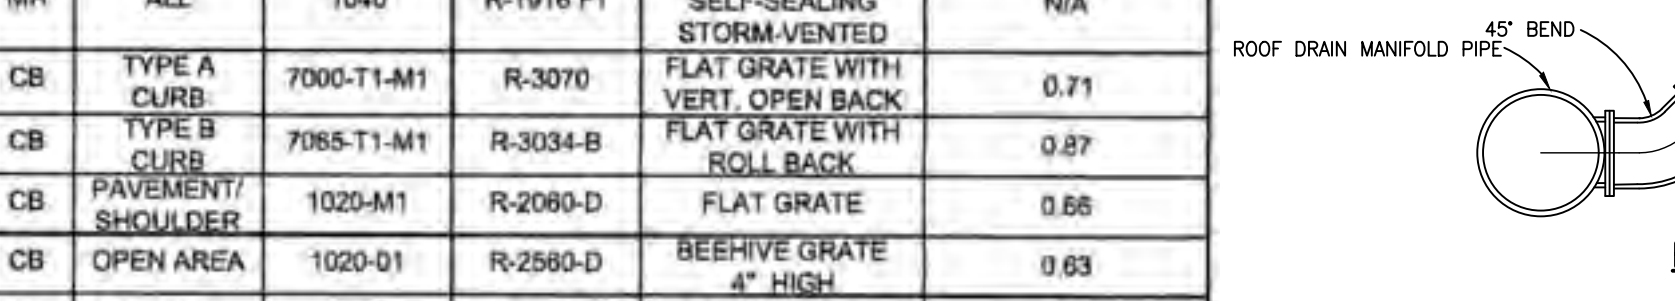 MH ALL 1040 R-1916-F1 SELF-SEALING N/A
STORM-VENTED
CB TYPE A 7000-T1-M1 R-3070 FLAT GRATE WITH 0.71
CURB VERT. OPEN BACK
CB TYPE B 7065-T1-M1 R-3034-B FLAT GRATE WITH 0.87
CURB ROLL BACK
CB PAVEMENT/ 1020-M1 R-2060-D FLAT GRATE 0.66
SHOULDER
CB OPEN AREA 1020-01 R-2560-D BEEHIVE GRATE 0.63
4" HIGH
45° BEND
ROOF DRAIN MANIFOLD PIPE